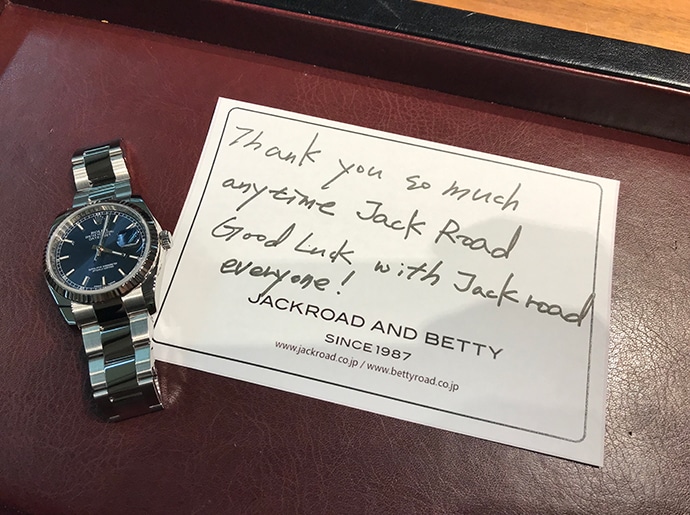 Thank you so much
anytime Jack Road
Good Luck with Jackroad
everyone!
JACKROAD AND BETTY
SINCE 1987
www.jackroad.co.jp / www.bettyroad.co.jp